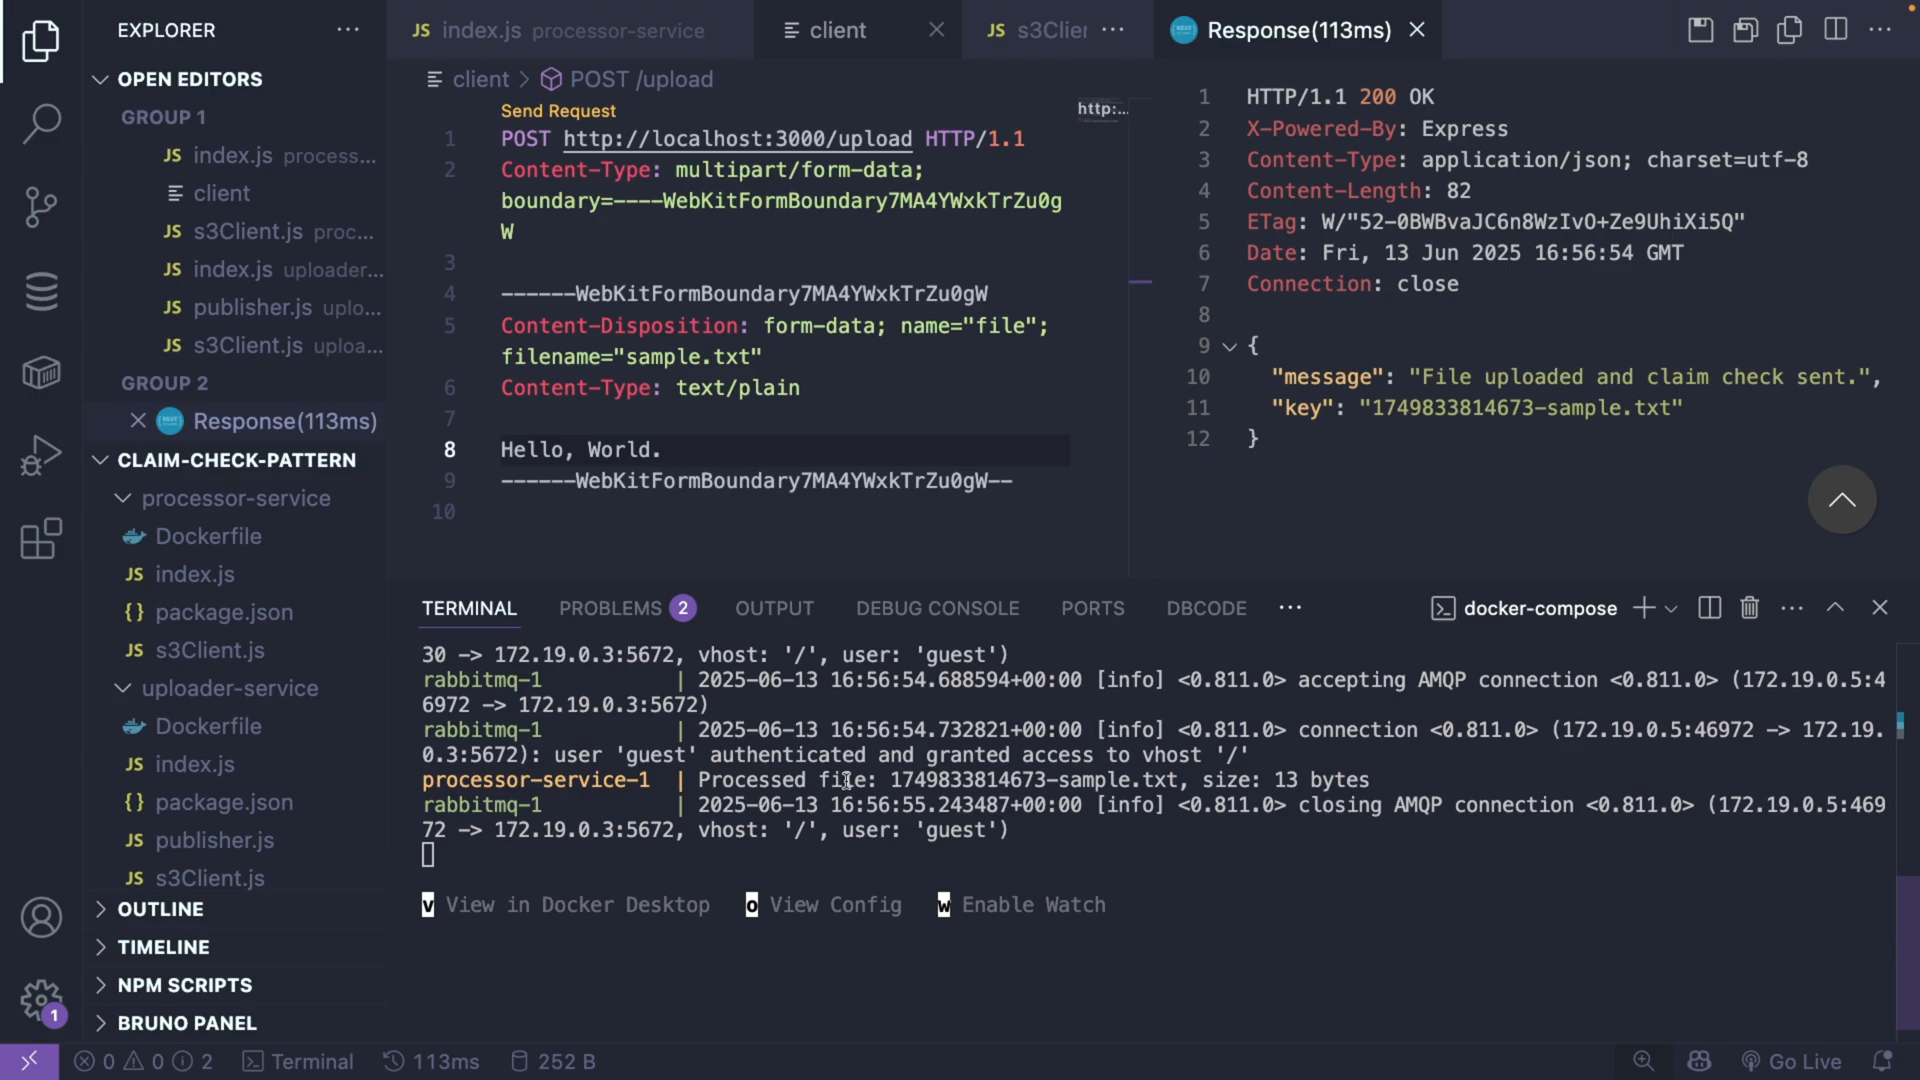 EXPLORER
OPEN EDITORS
GROUP 1
JS index.js process...
client
JS s3Client.js proc...
JS index.js uploader...
JS publisher.js uplo...
JS s3Client.js uploa...
GROUP 2
Response(113ms)
CLAIM-CHECK-PATTERN
processor-service
Dockerfile
JS index.js
{} package.json
JS s3Client.js
uploader-service
Dockerfile
JS index.js
{} package.json
JS publisher.js
JS s3Client.js
OUTLINE
TIMELINE
NPM SCRIPTS
BRUNO PANEL
1
JS index.js processor-service
client
JS s3Clier ...
Response(113ms)
client > POST /upload
Send Request
http:...
1 POST http://localhost:3000/upload HTTP/1.1
2 Content-Type: multipart/form-data;
boundary=----WebKitFormBoundary7MA4YWxkTrZu0g
W
3
4 ------WebKitFormBoundary7MA4YWxkTrZu0gW
5 Content-Disposition: form-data; name="file";
filename="sample.txt"
6 Content-Type: text/plain
7
8 Hello, World.
9 ------WebKitFormBoundary7MA4YWxkTrZu0gW--
10
1 HTTP/1.1 200 OK
2 X-Powered-By: Express
3 Content-Type: application/json; charset=utf-8
4 Content-Length: 82
5 ETag: W/"52-0BWBvaJC6n8WzIvO+Ze9UhiXi5Q"
6 Date: Fri, 13 Jun 2025 16:56:54 GMT
7 Connection: close
8
9 {
10 "message": "File uploaded and claim check sent.",
11 "key": "1749833814673-sample.txt"
12 }
TERMINAL PROBLEMS 2 OUTPUT DEBUG CONSOLE PORTS DBCODE ... docker-compose
30 -> 172.19.0.3:5672, vhost: '/', user: 'guest')
rabbitmq-1 | 2025-06-13 16:56:54.688594+00:00 [info] <0.811.0> accepting AMQP connection <0.811.0> (172.19.0.5:4
6972 -> 172.19.0.3:5672)
rabbitmq-1 | 2025-06-13 16:56:54.732821+00:00 [info] <0.811.0> connection <0.811.0> (172.19.0.5:46972 -> 172.19.
0.3:5672): user 'guest' authenticated and granted access to vhost '/'
processor-service-1 | Processed file: 1749833814673-sample.txt, size: 13 bytes
rabbitmq-1 | 2025-06-13 16:56:55.243487+00:00 [info] <0.811.0> closing AMQP connection <0.811.0> (172.19.0.5:469
72 -> 172.19.0.3:5672, vhost: '/', user: 'guest')
v View in Docker Desktop o View Config w Enable Watch
0 0 2 Terminal 113ms 252 B Go Live